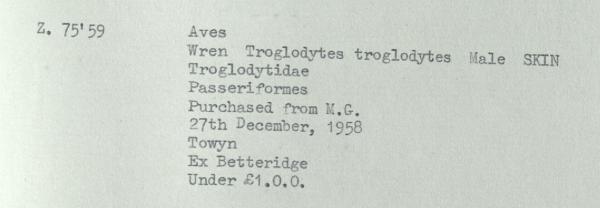 Z. 75'59 Aves
Wren Troglodytes troglodytes Male SKIN
Troglodytidae
Passeriformes
Purchased from M.G.
27th December, 1958
Towyn
Ex Betteridge
Under £1.0.0.